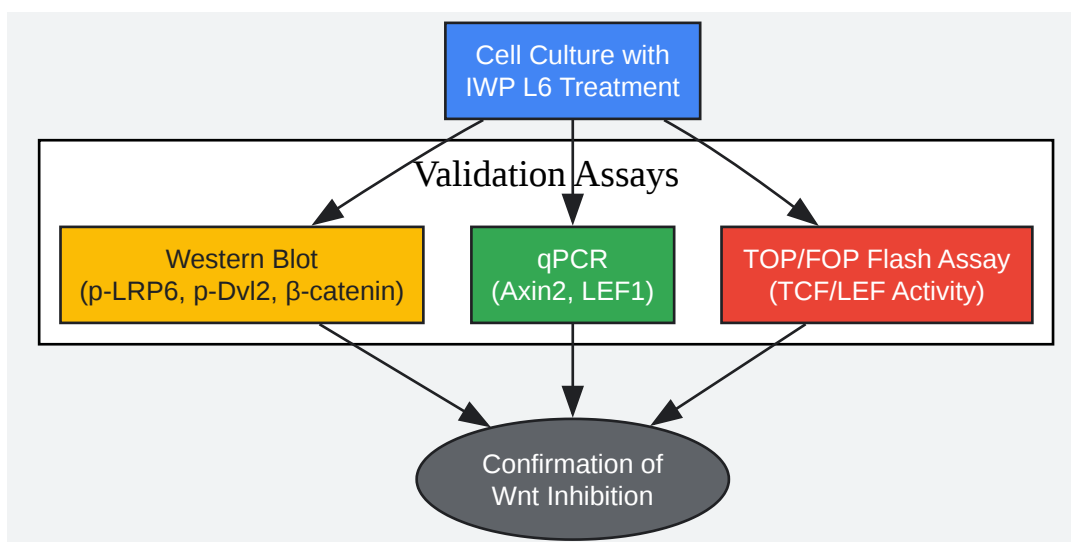 Cell Culture with
IWP L6 Treatment
Validation Assays
Western Blot
(p-LRP6, p-Dvl2, β-catenin)
qPCR
(Axin2, LEF1)
TOP/FOP Flash Assay
(TCF/LEF Activity)
Confirmation of
Wnt Inhibition